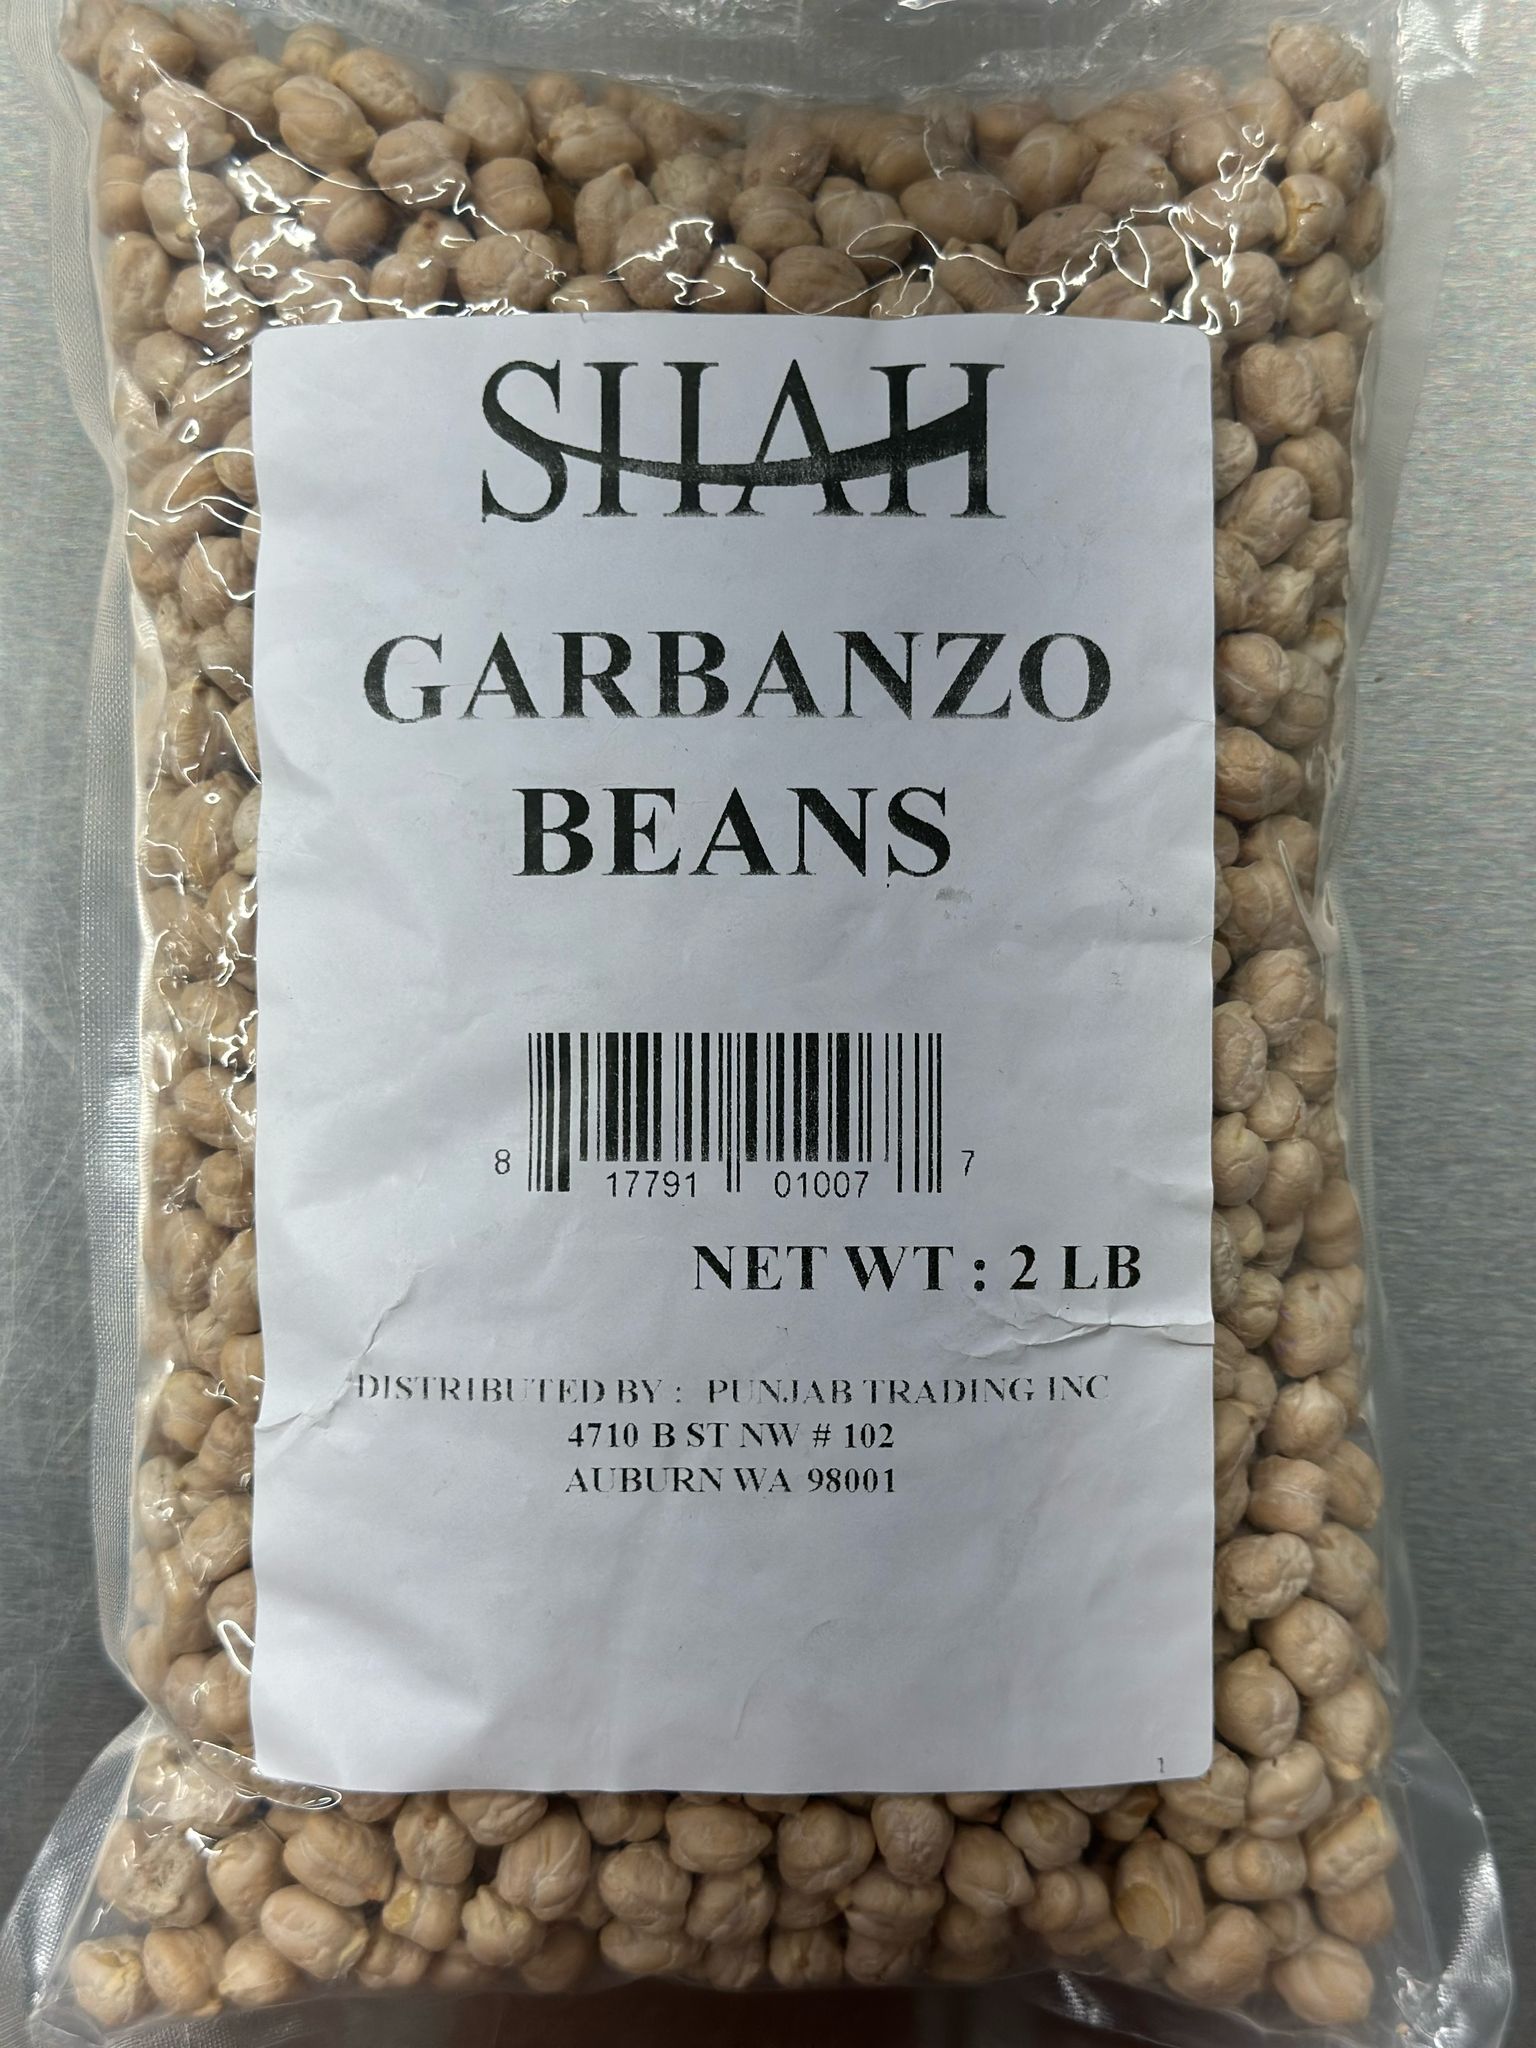 SHAH
GARBANZO
BEANS
8 17791 01007 7
NET WT : 2 LB
DISTRIBUTED BY : PUNJAB TRADING INC
4710 B ST NW # 102
AUBURN WA 98001
1